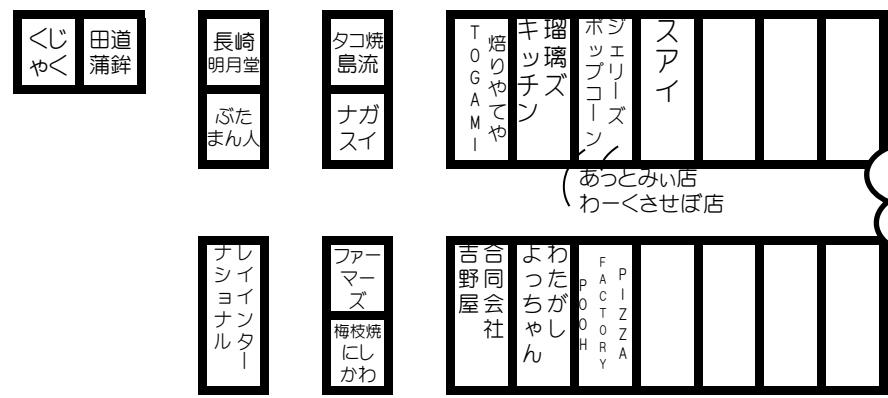 くじ
ゃく
田道
蒲鉾
長崎
明月堂
ぶた
まん人
タコ焼
島流
ナガ
スイ
焙りやてや
TOGAMI
瑠璃ズ
キッチン
ジェリーズ
ポップコーン
スアイ
あっとみぃ店
わーくさせぼ店
レインター
ナショナル
ファー
マー
ズ
梅枝焼
にし
かわ
合同会社
吉野屋
わたがし
よっちゃん
PIZZA
FACTORY
POOH